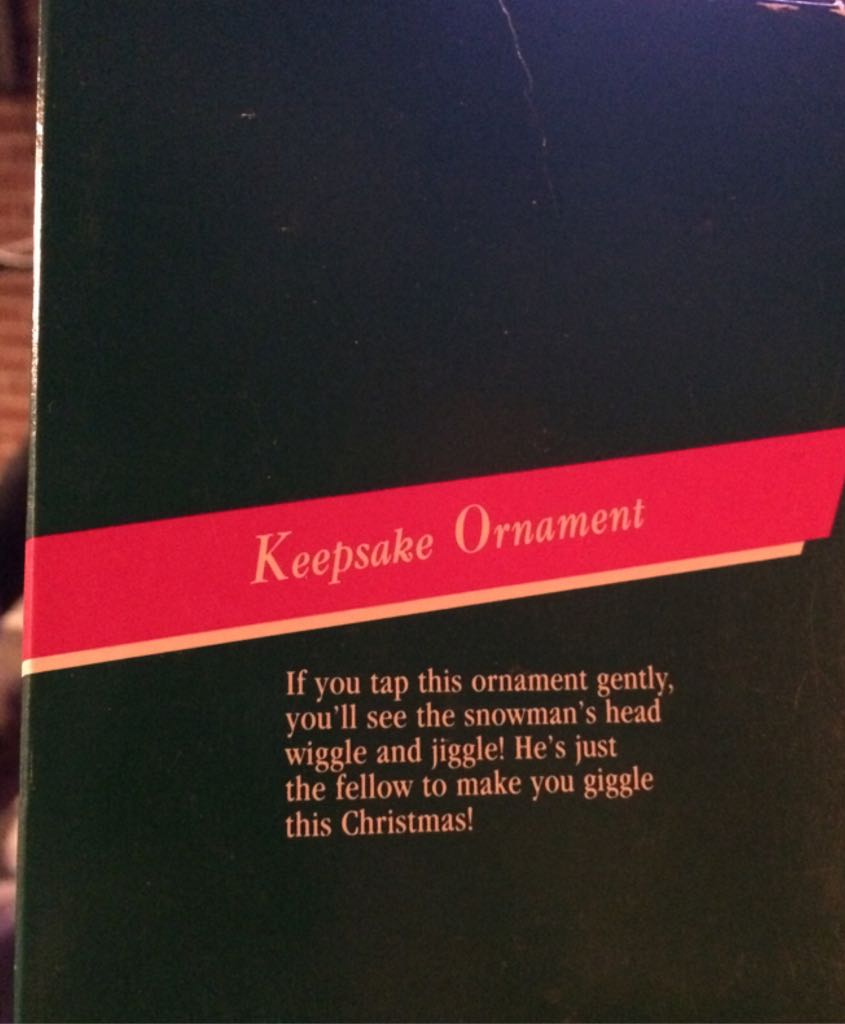 Keepsake Ornament
If you tap this ornament gently,
you'll see the snowman's head
wiggle and jiggle! He's just
the fellow to make you giggle
this Christmas!